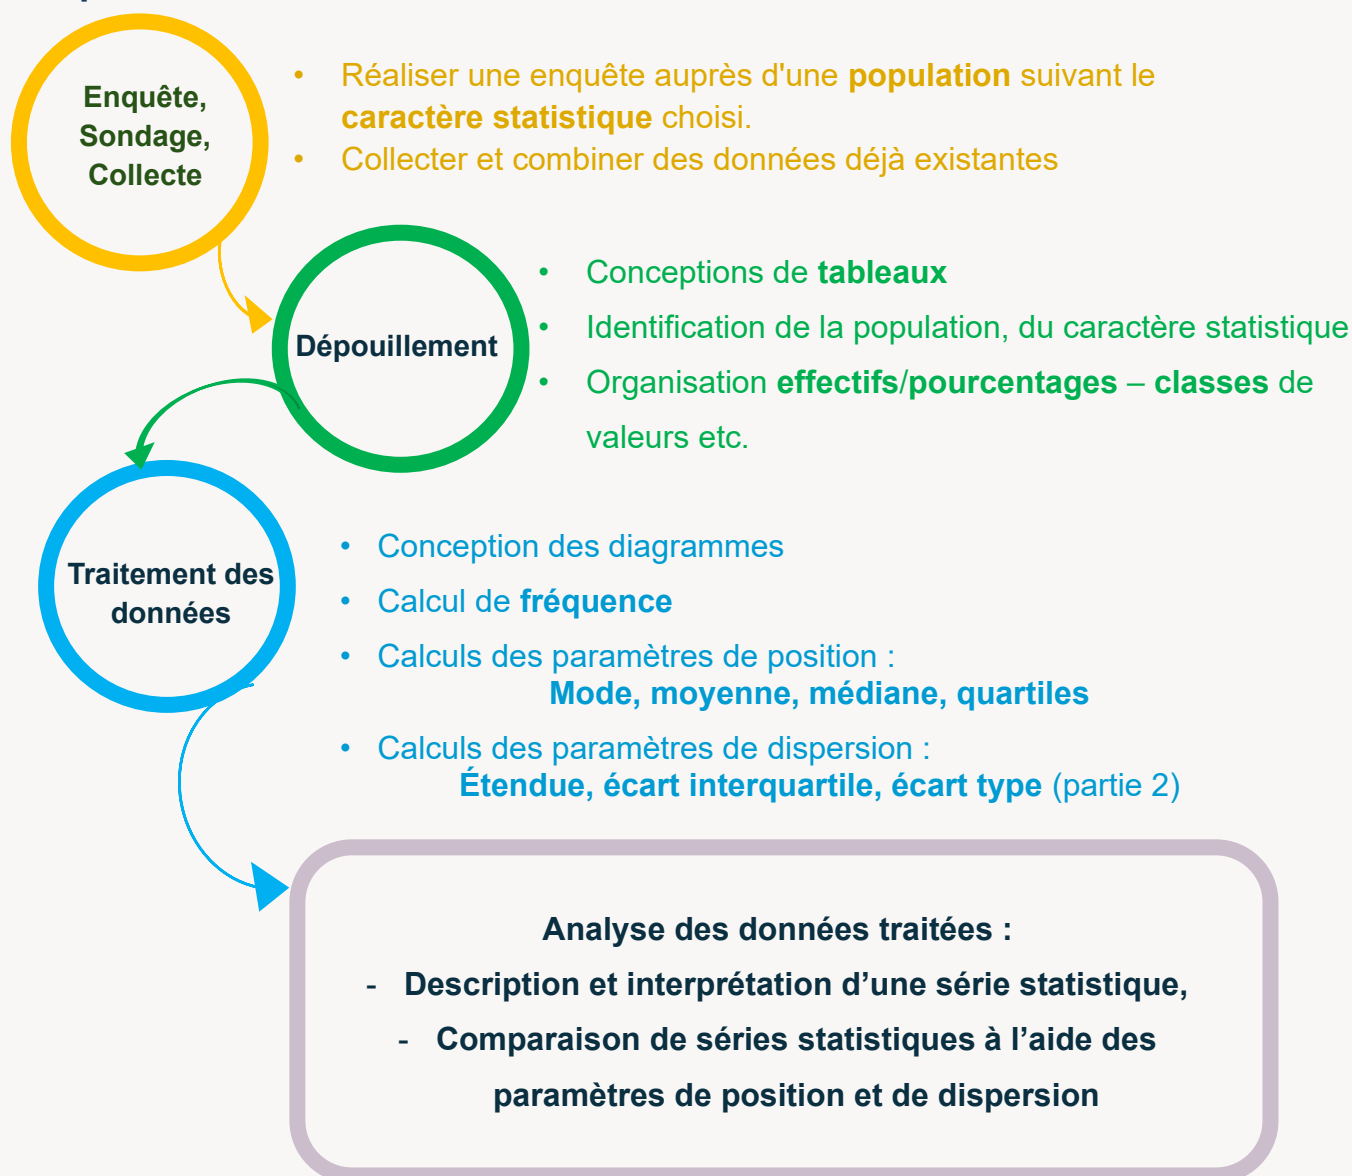 Enquête,
Sondage,
Collecte
• Réaliser une enquête auprès d'une population suivant le
caractère statistique choisi.
• Collecter et combiner des données déjà existantes
Dépouillement
• Conceptions de tableaux
• Identification de la population, du caractère statistique
• Organisation effectifs/pourcentages – classes de
valeurs etc.
Traitement des
données
• Conception des diagrammes
• Calcul de fréquence
• Calculs des paramètres de position :
Mode, moyenne, médiane, quartiles
• Calculs des paramètres de dispersion :
Étendue, écart interquartile, écart type (partie 2)
Analyse des données traitées :
- Description et interprétation d’une série statistique,
- Comparaison de séries statistiques à l’aide des
paramètres de position et de dispersion